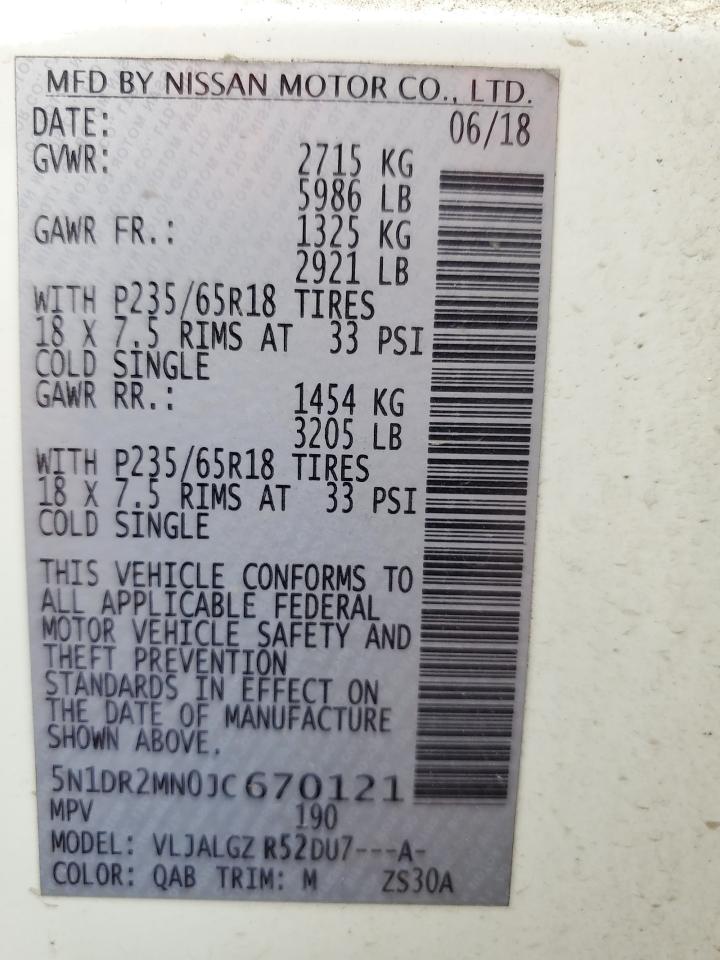 MFD BY NISSAN MOTOR CO., LTD.
DATE: 06/18
GVWR: 2715 KG
5986 LB
GAWR FR.: 1325 KG
2921 LB
WITH P235/65R18 TIRES
18 X 7.5 RIMS AT 33 PSI
COLD SINGLE
GAWR RR.: 1454 KG
3205 LB
WITH P235/65R18 TIRES
18 X 7.5 RIMS AT 33 PSI
COLD SINGLE
THIS VEHICLE CONFORMS TO
ALL APPLICABLE FEDERAL
MOTOR VEHICLE SAFETY AND
THEFT PREVENTION
STANDARDS IN EFFECT ON
THE DATE OF MANUFACTURE
SHOWN ABOVE.
5N1DR2MN0JC670121
MPV 190
MODEL: VLJALGZ R52DU7---A-
COLOR: QAB TRIM: M ZS30A